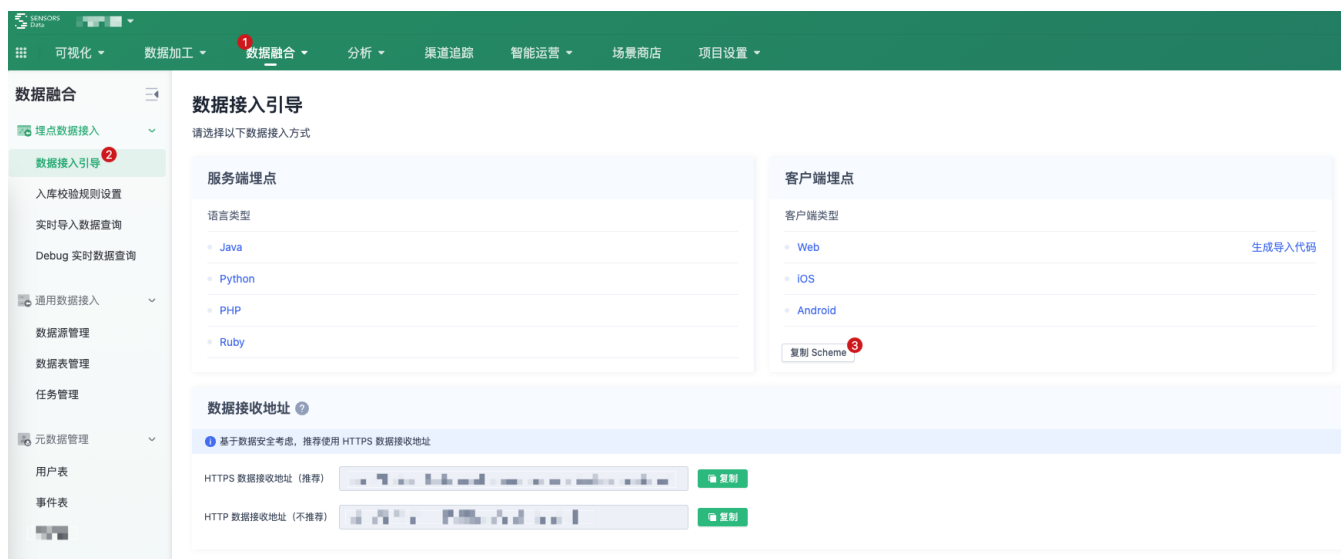 SENSORS
Data
可视化
数据加工
1
数据融合
分析
渠道追踪
智能运营
场景商店
项目设置
数据融合
埋点数据接入
数据接入引导
2
入库校验规则设置
实时导入数据查询
Debug 实时数据查询
通用数据接入
数据源管理
数据表管理
任务管理
元数据管理
用户表
事件表
数据接入引导
请选择以下数据接入方式
服务端埋点
语言类型
Java
Python
PHP
Ruby
客户端埋点
客户端类型
Web
生成导入代码
iOS
Android
复制 Scheme
3
数据接收地址
基于数据安全考虑，推荐使用 HTTPS 数据接收地址
HTTPS 数据接收地址（推荐）
复制
HTTP 数据接收地址（不推荐）
复制